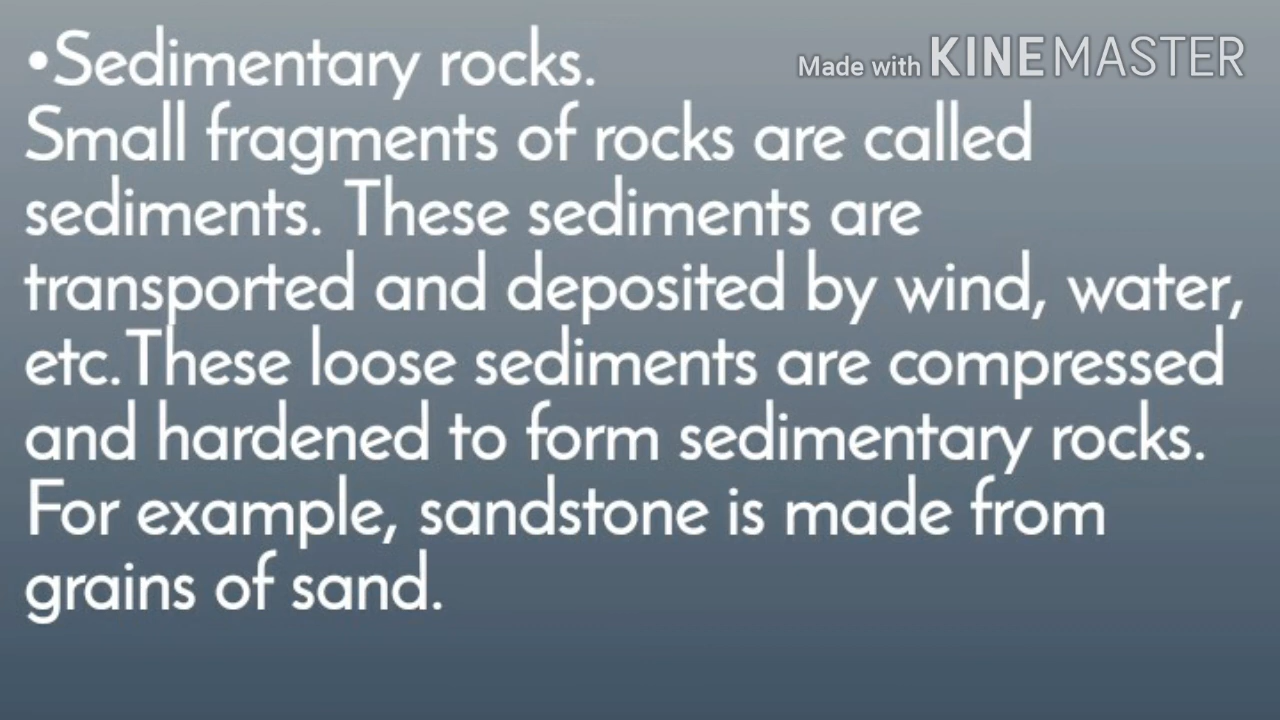 •Sedimentary rocks.
Made with KINEMASTER
Small fragments of rocks are called
sediments. These sediments are
transported and deposited by wind, water,
etc.These loose sediments are compressed
and hardened to form sedimentary rocks.
For example, sandstone is made from
grains of sand.